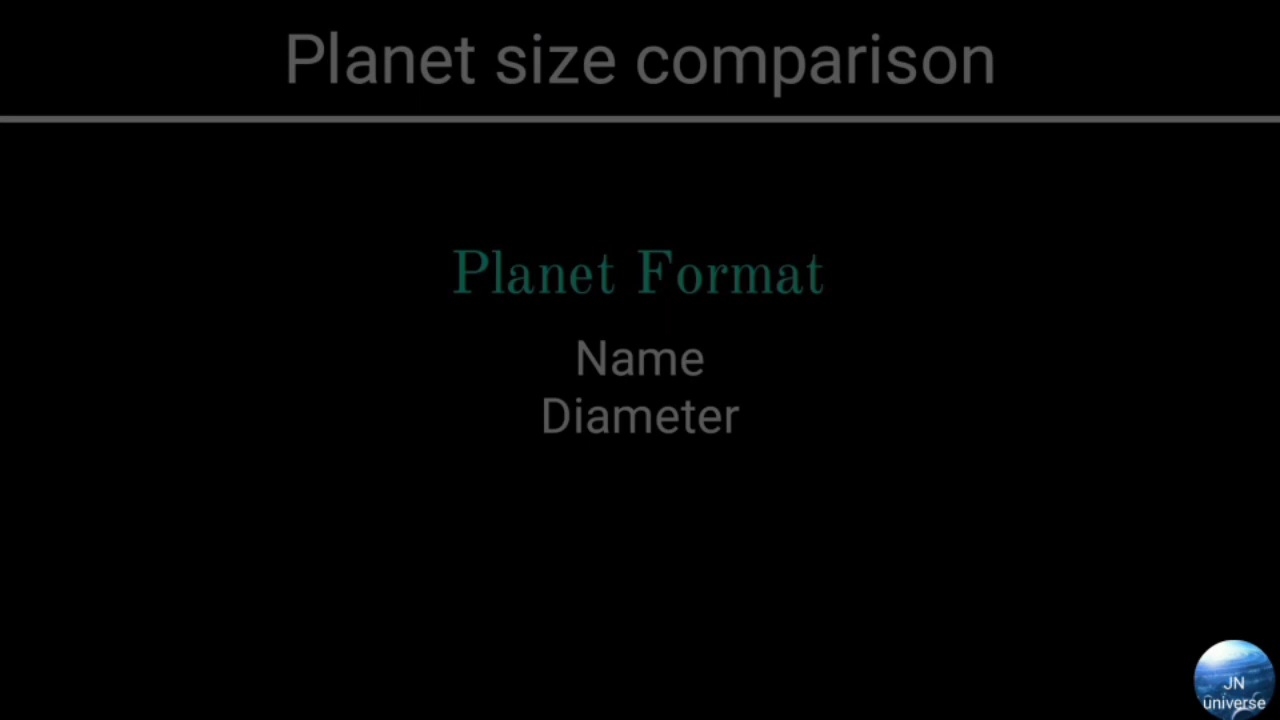 Planet size comparison
Planet Format
Name
Diameter
JN
universe